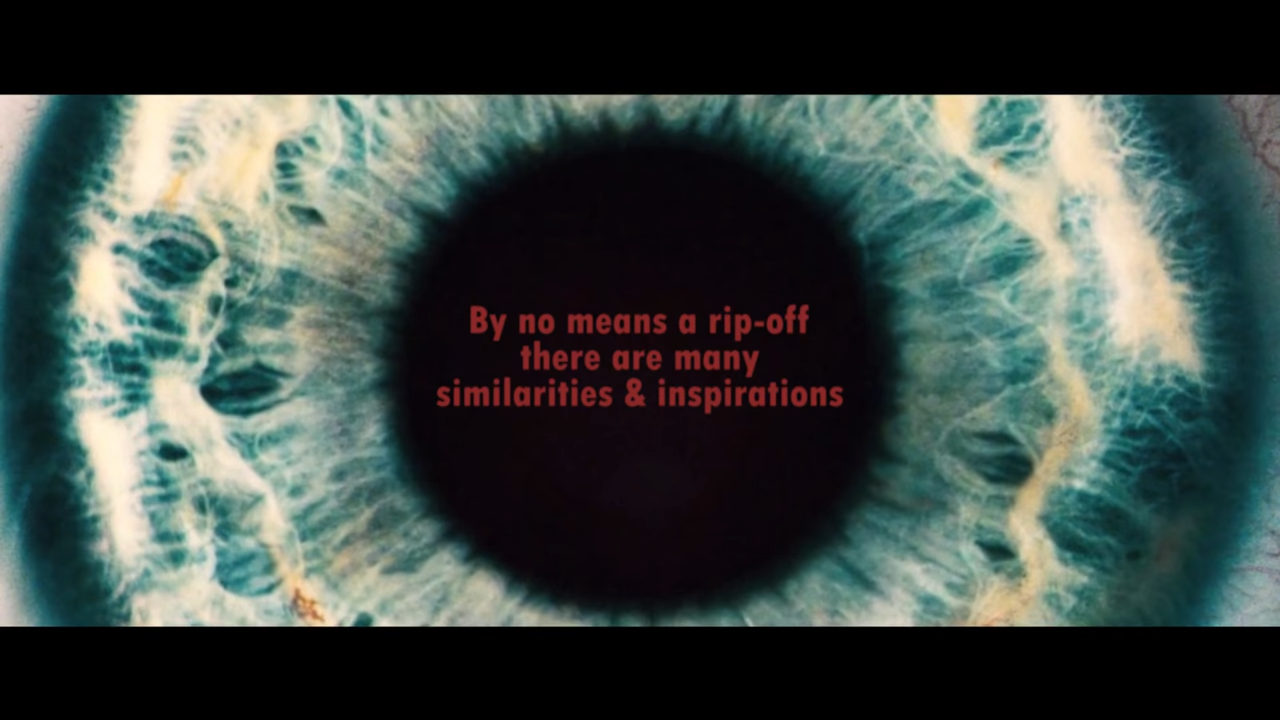 By no means a rip-off
there are many
similarities & inspirations